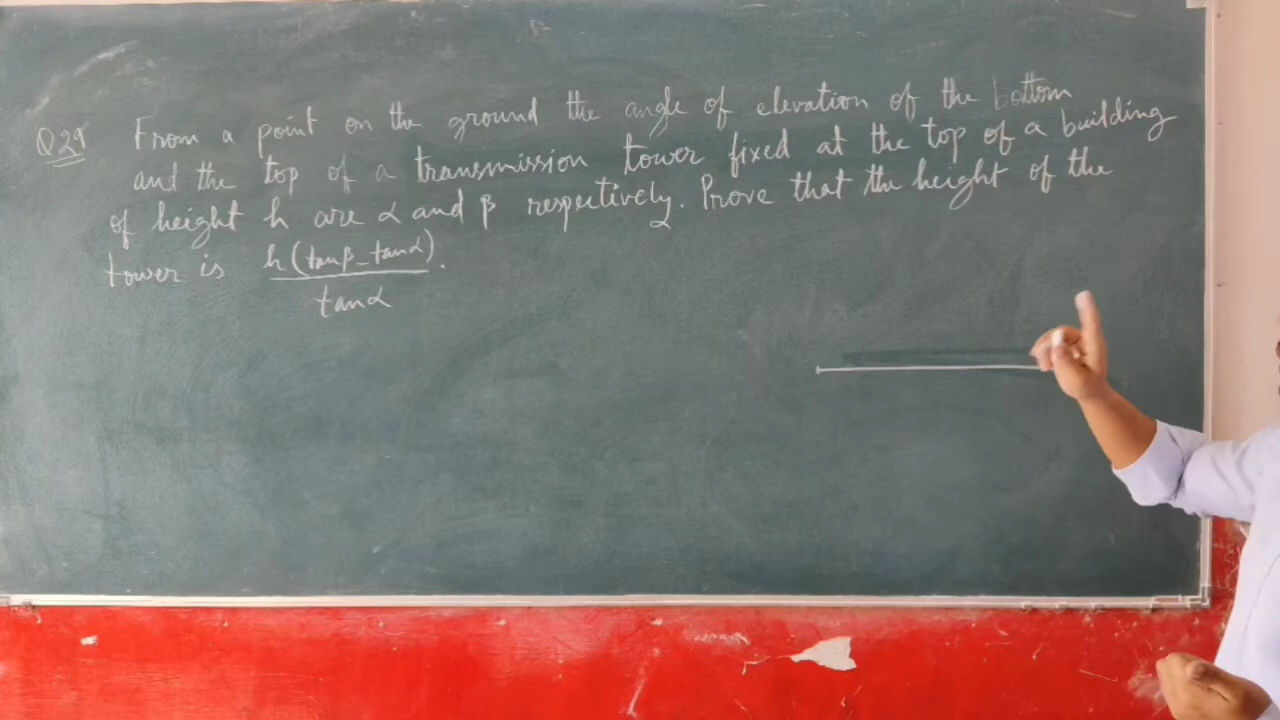 Q29 From a point on the ground the angle of elevation of the bottom
and the top of a transmission tower fixed at the top of a building
of height h are α and β respectively. Prove that the height of the
tower is h(tanβ - tanα)/tanα.